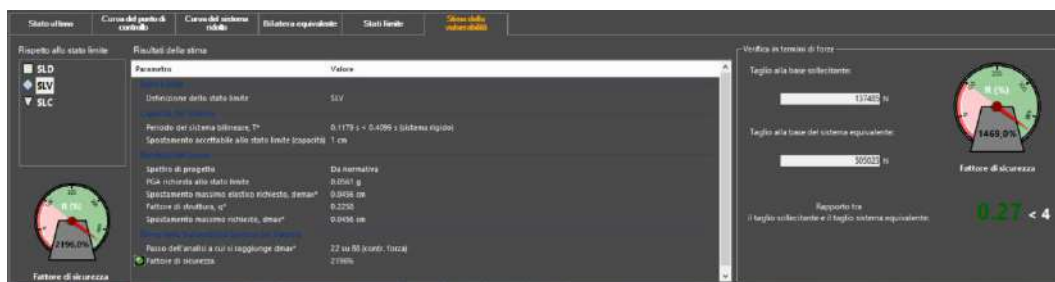 Stato ultimo
Curva del punto di controllo
Curva del sistema ridotto
Bilatera equivalente
Stati limite
Stima della vulnerabilità
Rispetto allo stato limite
SLD
SLV
SLC
R (%)
2196,0%
Fattore di sicurezza
Risultati della stima
Parametro Valore
Definizione dello stato limite SLV
Periodo del sistema bilineare, T* 0.1179 s < 0.4099 s (sistema rigido)
Spostamento accettabile allo stato limite (capacità) 1 cm
Spettro di progetto Da normativa
PGA richiesta allo stato limite 0.0561 g
Spostamento massimo elastico richiesto, demax* 0.0456 cm
Fattore di struttura, q* 0.2258
Spostamento massimo richiesto, dmax* 0.0456 cm
Passo dell'analisi a cui si raggiunge dmax* 22 su 88 (contr. forza)
Fattore di sicurezza 2196%
Verifica in termini di forze
Taglio alla base sollecitante:
137485 N
Taglio alla base del sistema equivalente:
505023 N
Rapporto tra
il taglio sollecitante e il taglio sistema equivalente:
0.27 < 4
R (%)
1469,0%
Fattore di sicurezza